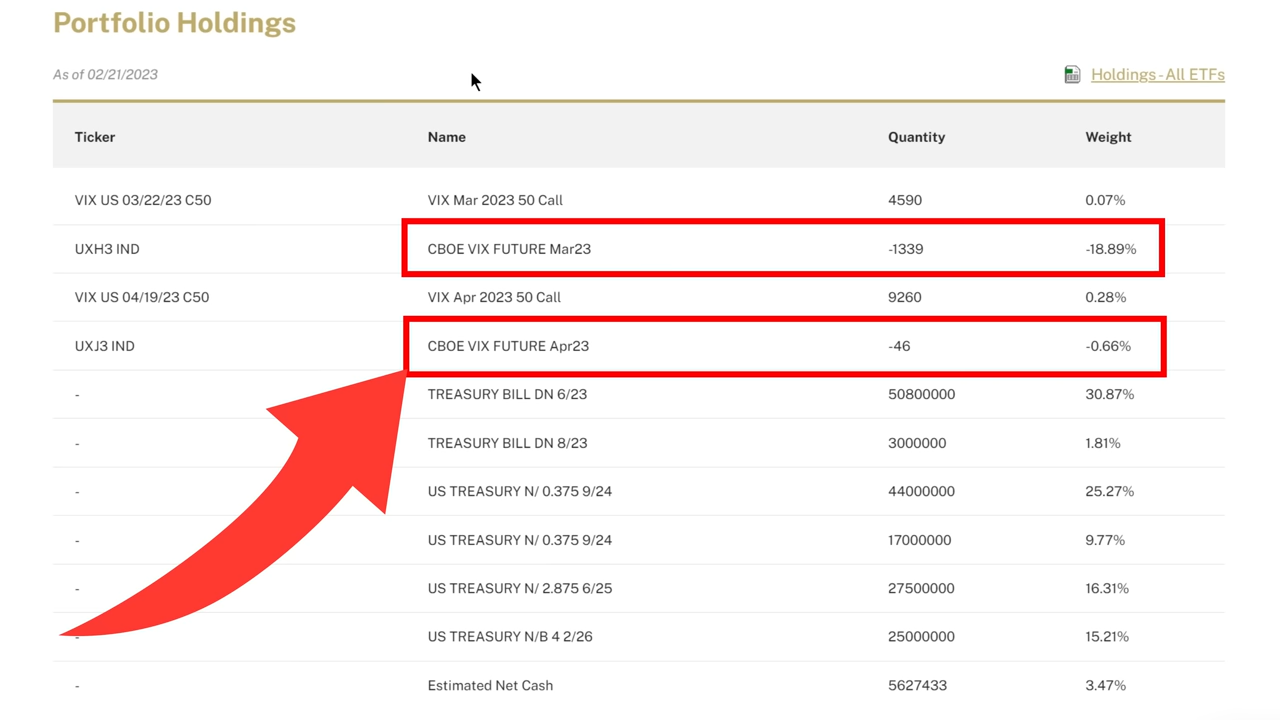 Portfolio Holdings
As of 02/21/2023
Holdings - All ETFs
Ticker Name Quantity Weight
VIX US 03/22/23 C50 VIX Mar 2023 50 Call 4590 0.07%
UXH3 IND CBOE VIX FUTURE Mar23 -1339 -18.89%
VIX US 04/19/23 C50 VIX Apr 2023 50 Call 9260 0.28%
UXJ3 IND CBOE VIX FUTURE Apr23 -46 -0.66%
- TREASURY BILL DN 6/23 50800000 30.87%
- TREASURY BILL DN 8/23 3000000 1.81%
- US TREASURY N/ 0.375 9/24 44000000 25.27%
- US TREASURY N/ 0.375 9/24 17000000 9.77%
- US TREASURY N/ 2.875 6/25 27500000 16.31%
- US TREASURY N/B 4 2/26 25000000 15.21%
- Estimated Net Cash 5627433 3.47%